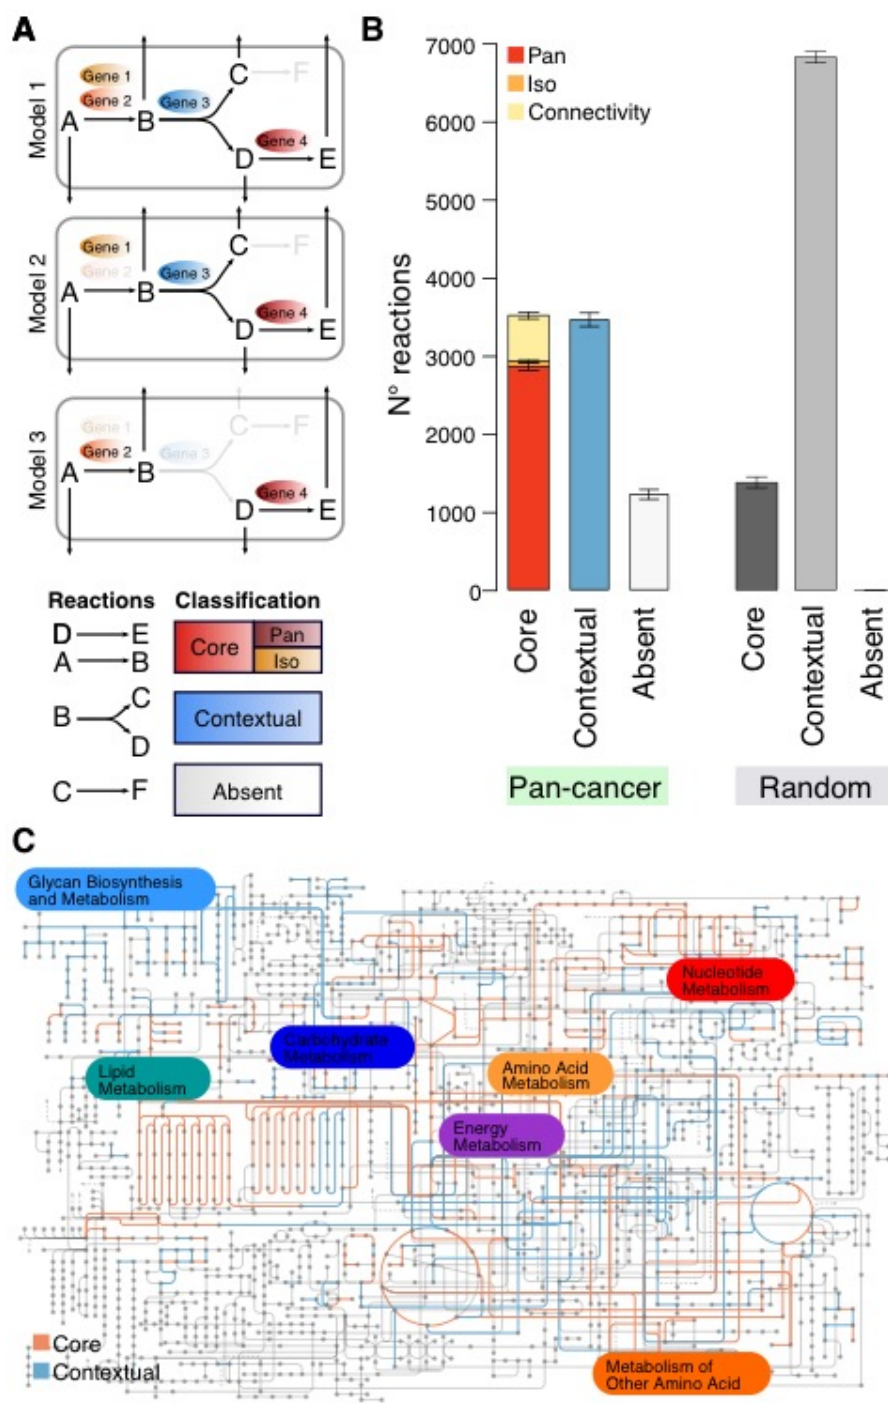 A
Model 1
Gene 1
Gene 2
A
B
Gene 3
C
F
D
Gene 4
E
Model 2
Gene 1
Gene 2
A
B
Gene 3
C
F
D
Gene 4
E
Model 3
Gene 1
Gene 2
A
B
Gene 3
C
F
D
Gene 4
E
Reactions
Classification
D
E
A
B
Core
Pan
Iso
B
C
D
Contextual
C
F
Absent
B
Pan
Iso
Connectivity
N° reactions
7000
6000
5000
4000
3000
2000
1000
0
Core
Contextual
Absent
Core
Contextual
Absent
Pan-cancer
Random
C
Glycan Biosynthesis
and Metabolism
Nucleotide
Metabolism
Carbohydrate
Metabolism
Lipid
Metabolism
Amino Acid
Metabolism
Energy
Metabolism
Core
Contextual
Metabolism of
Other Amino Acid